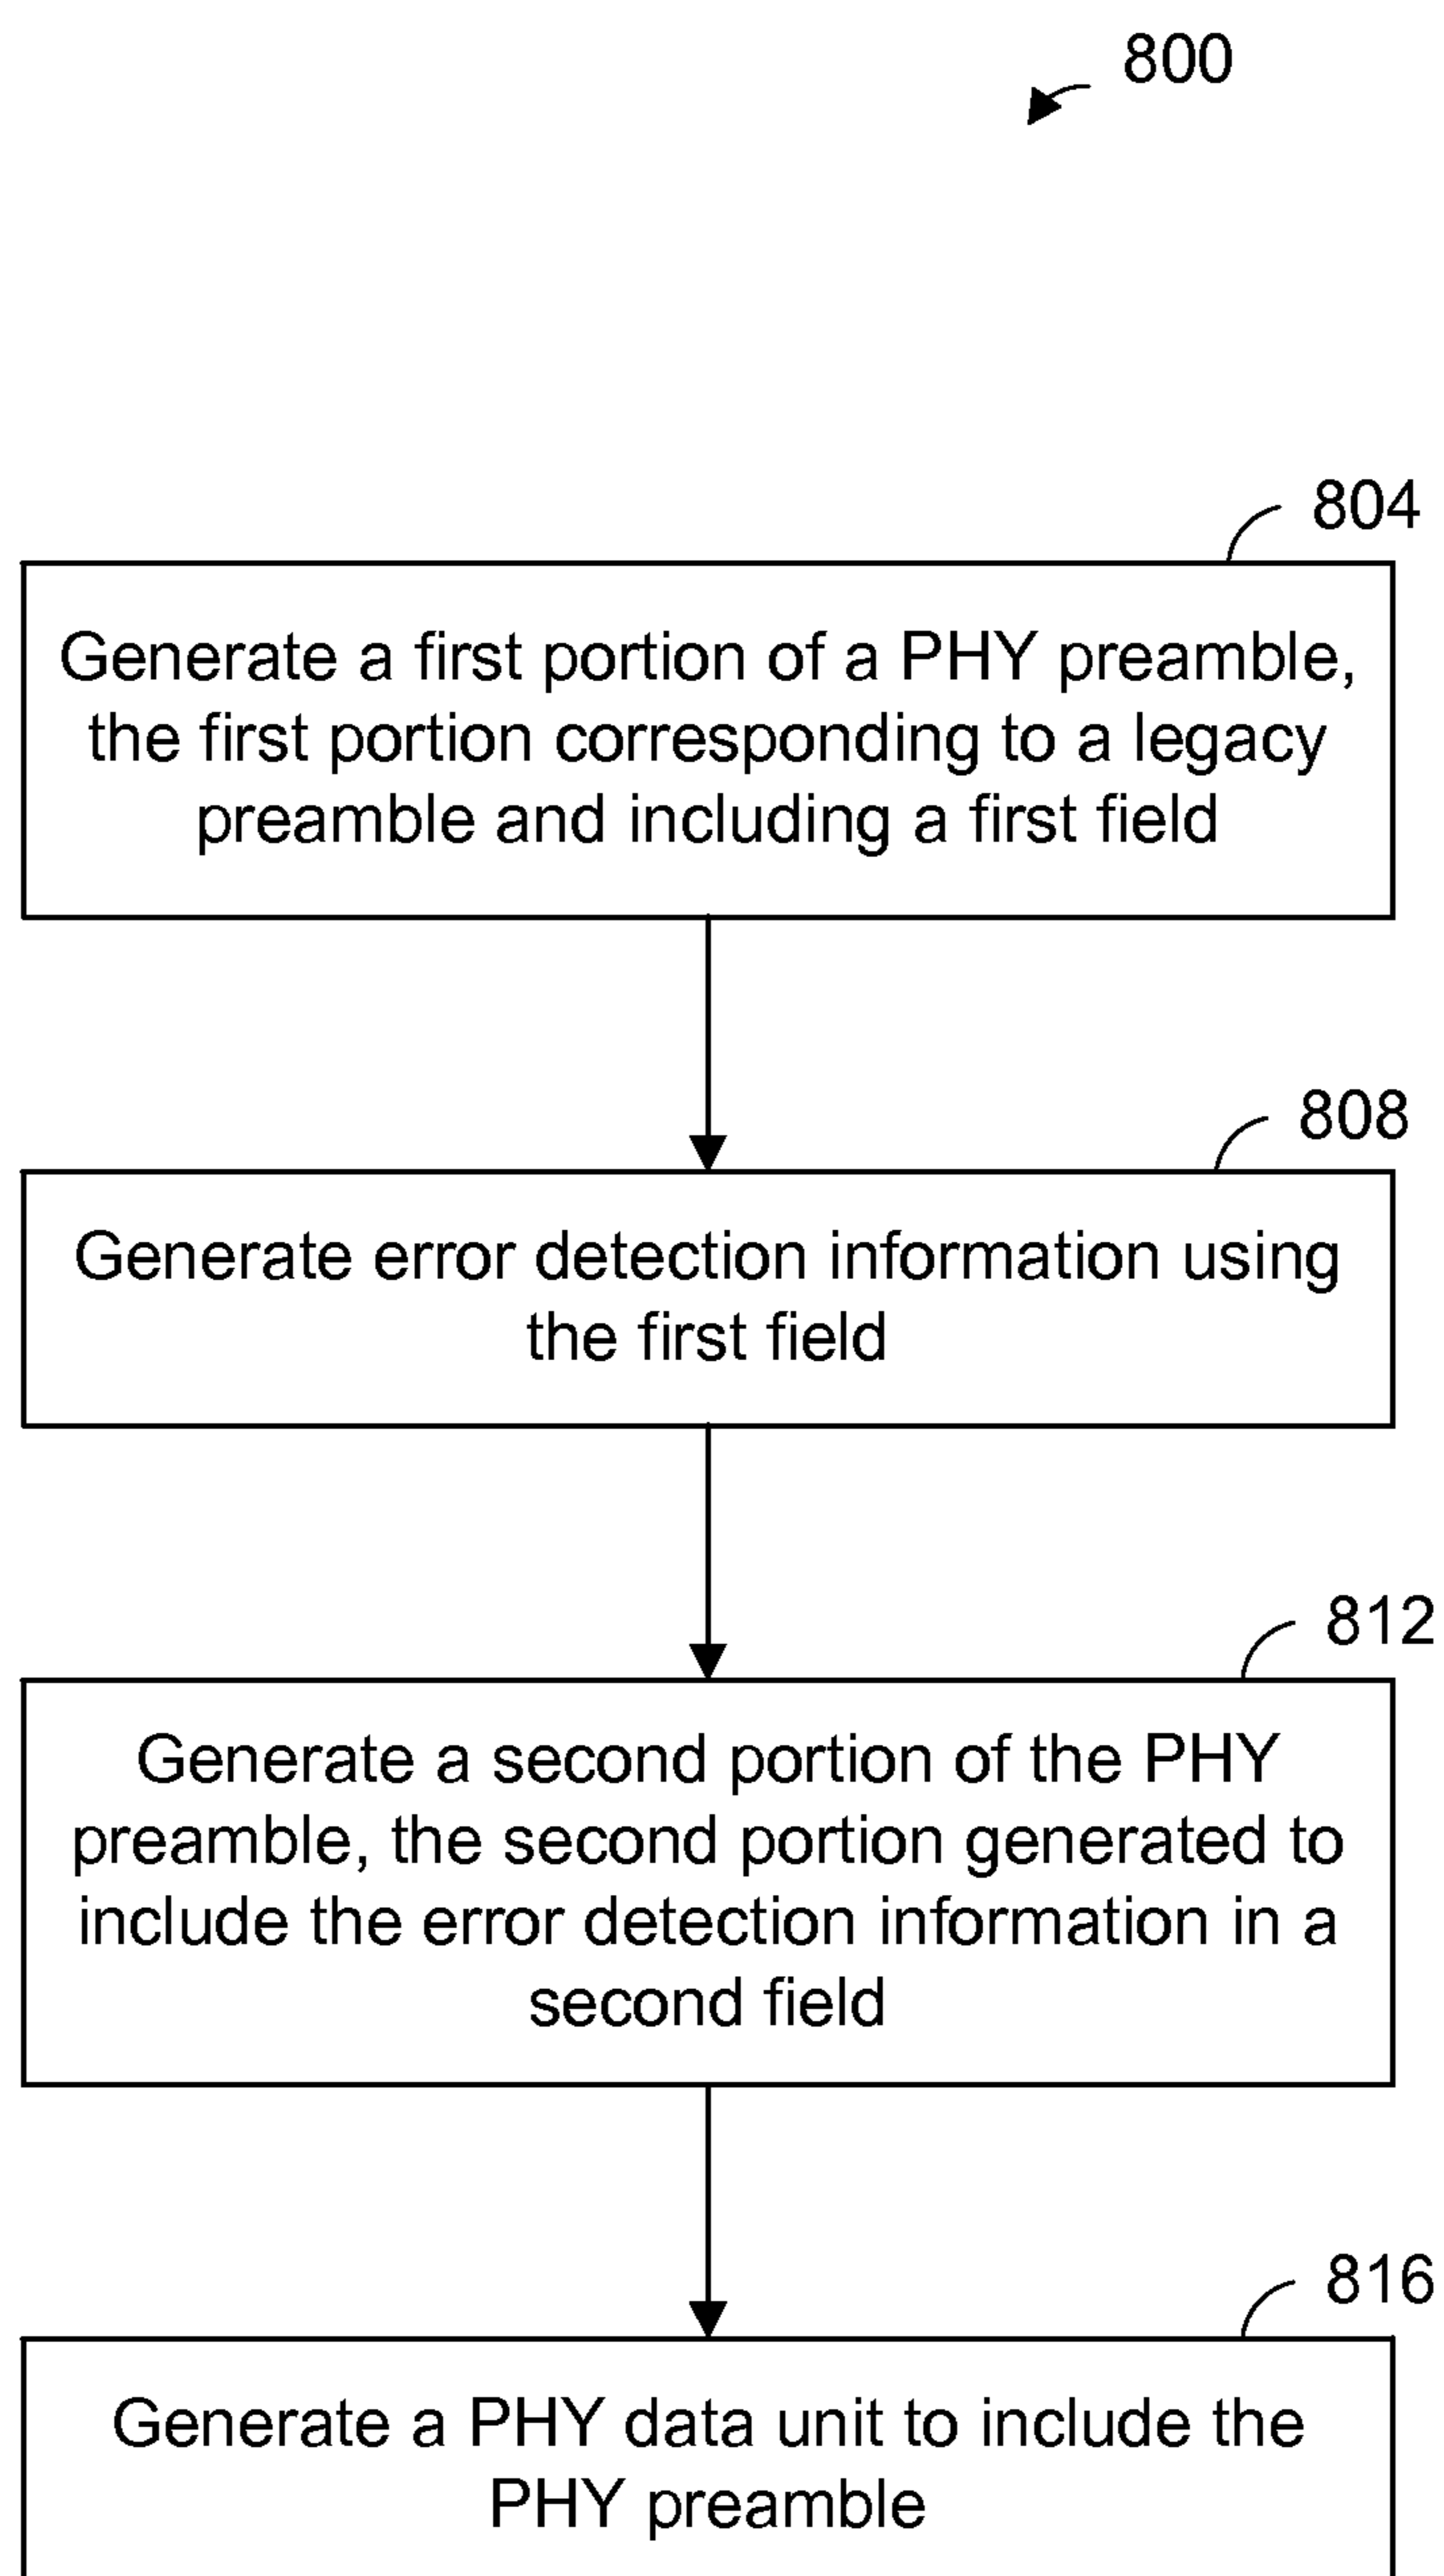 800
804
Generate a first portion of a PHY preamble,
the first portion corresponding to a legacy
preamble and including a first field
808
Generate error detection information using
the first field
812
Generate a second portion of the PHY
preamble, the second portion generated to
include the error detection information in a
second field
816
Generate a PHY data unit to include the
PHY preamble